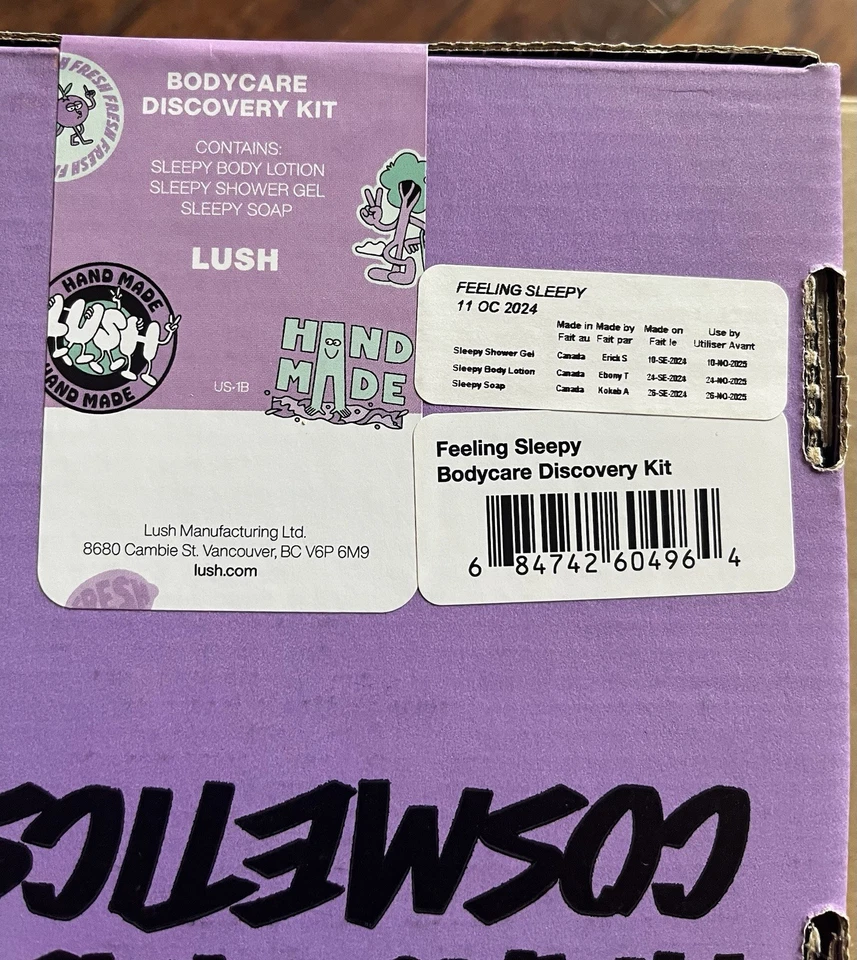 FRESH FRESH FRESH
BODYCARE
DISCOVERY KIT
CONTAINS:
SLEEPY BODY LOTION
SLEEPY SHOWER GEL
SLEEPY SOAP
LUSH
HAND MADE
LUSH
HAND MADE
US-1B
HAND
MADE
Lush Manufacturing Ltd.
8680 Cambie St. Vancouver, BC V6P 6M9
lush.com
FRESH
FEELING SLEEPY
11 OC 2024
Made in Made by Made on Use by
Fait au Fait par Fait le Utiliser Avant
Sleepy Shower Gel Canada Erick S 10-SE-2024 10-NO-2025
Sleepy Body Lotion Canada Ebony T 24-SE-2024 24-NO-2025
Sleepy Soap Canada Kokab A 26-SE-2024 26-NO-2025
Feeling Sleepy
Bodycare Discovery Kit
6 84742 60496 4
COSMETICS